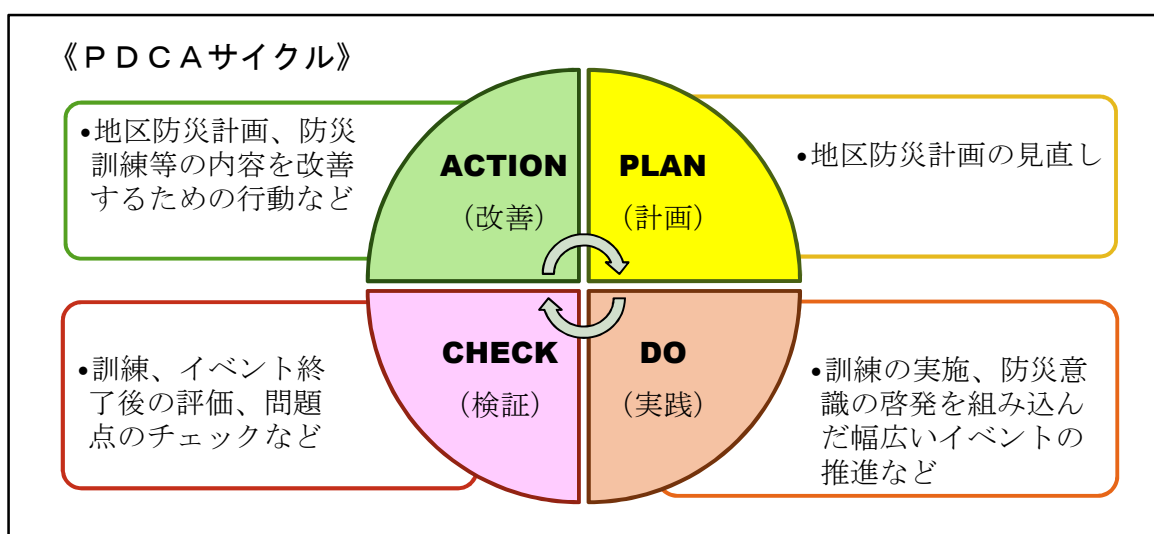 《ＰＤＣＡサイクル》
•地区防災計画、防災
訓練等の内容を改善
するための行動など
ACTION
（改善）
PLAN
（計画）
•地区防災計画の見直し
•訓練、イベント終
了後の評価、問題
点のチェックなど
CHECK
（検証）
DO
（実践）
•訓練の実施、防災意
識の啓発を組み込ん
だ幅広いイベントの
推進など